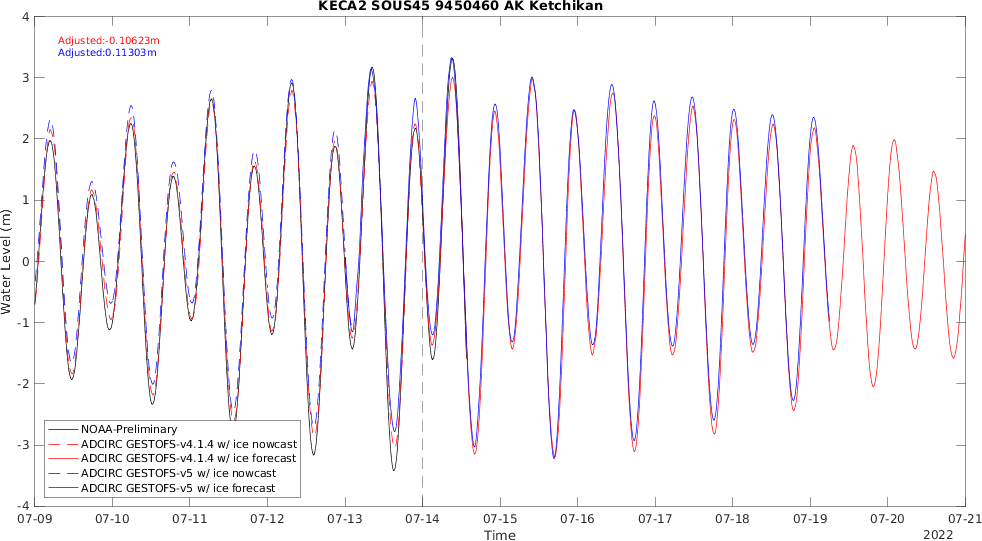 KECA2 SOUS45 9450460 AK Ketchikan
Adjusted:-0.10623m
Adjusted:0.11303m
Water Level (m)
4
3
2
1
0
-1
-2
-3
-4
NOAA-Preliminary
ADCIRC GESTOFS-v4.1.4 w/ ice nowcast
ADCIRC GESTOFS-v4.1.4 w/ ice forecast
ADCIRC GESTOFS-v5 w/ ice nowcast
ADCIRC GESTOFS-v5 w/ ice forecast
07-09 07-10 07-11 07-12 07-13 07-14 07-15 07-16 07-17 07-18 07-19 07-20 07-21
Time
2022